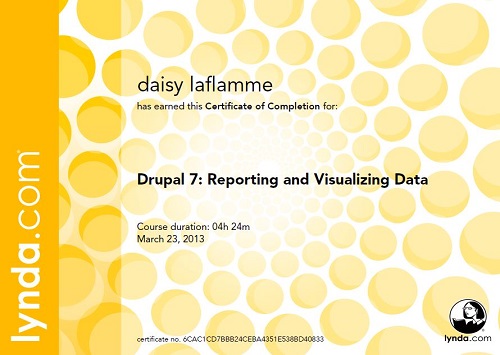 lynda.com
daisy laflamme
has earned this Certificate of Completion for:
Drupal 7: Reporting and Visualizing Data
Course duration: 04h 24m
March 23, 2013
certificate no. 6CAC1CD7BBB24CEBA4351E538BD40833
lynda.com